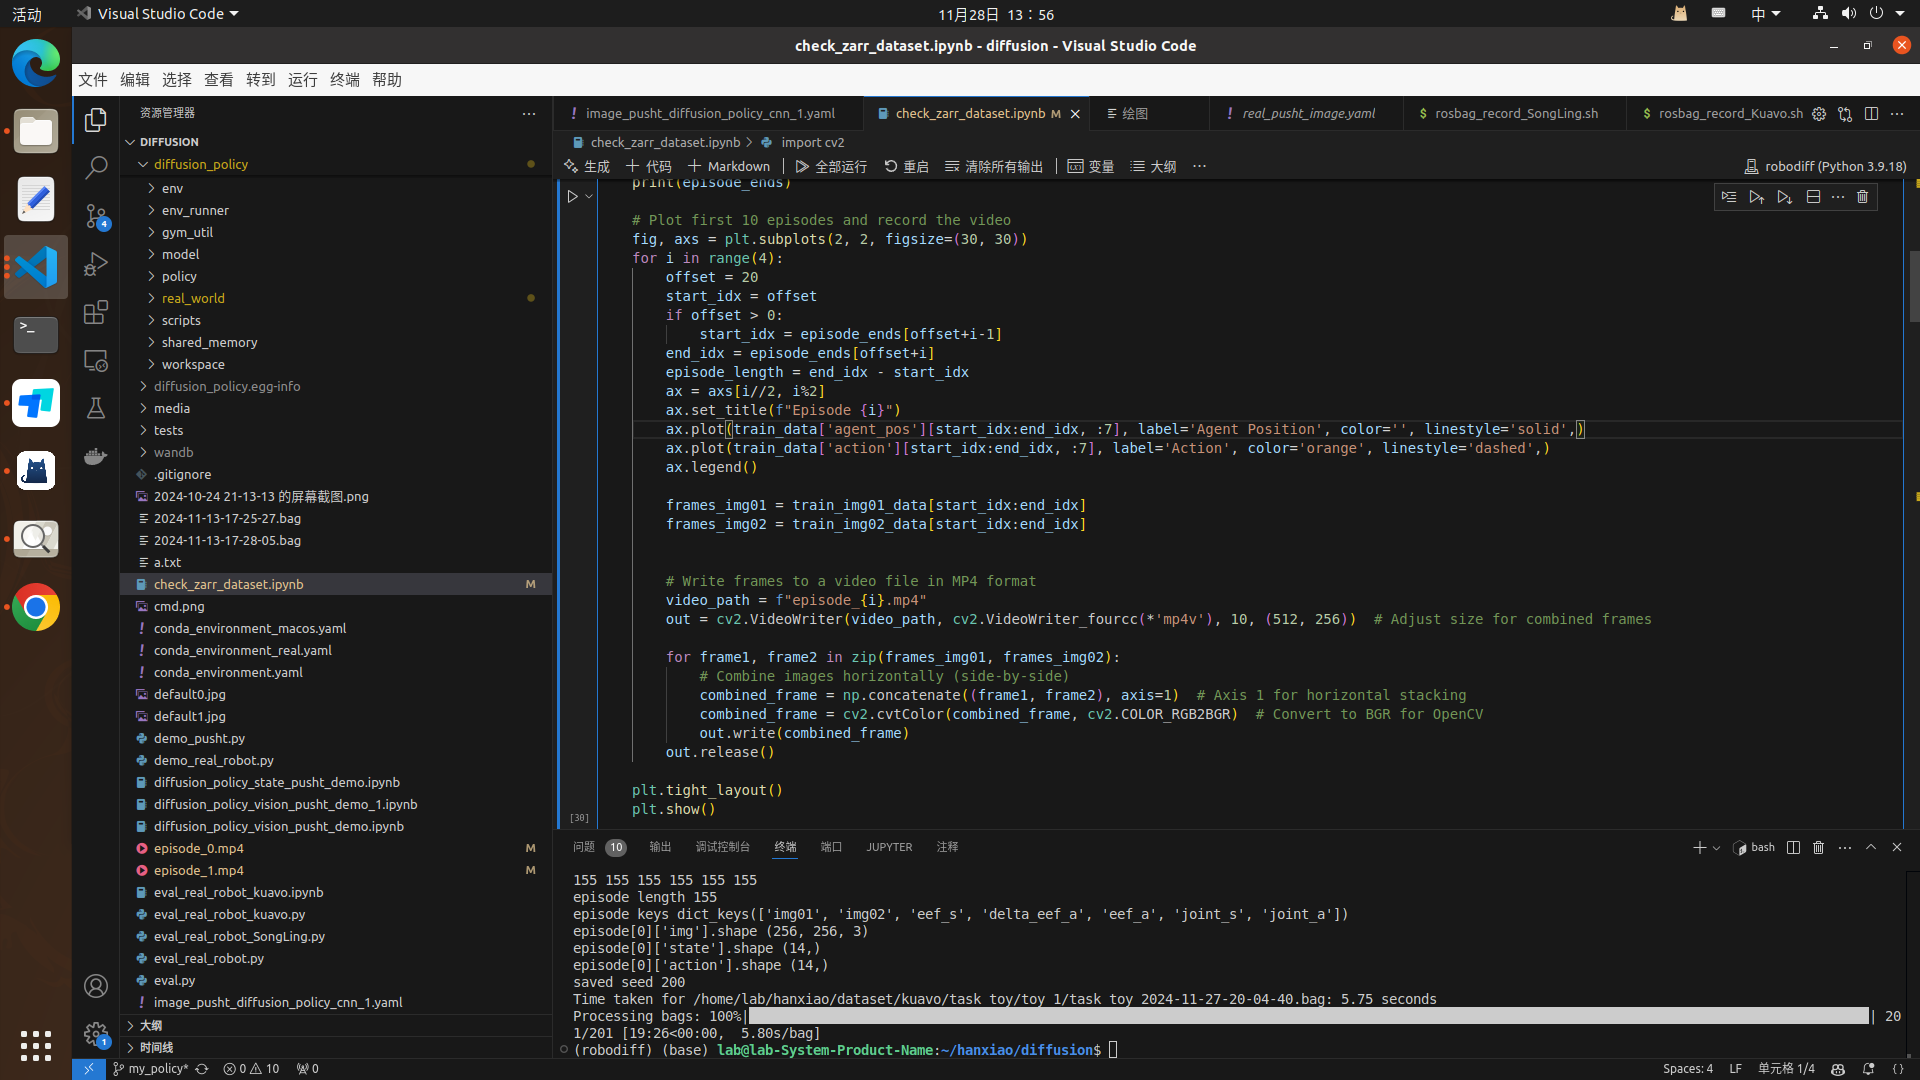 活动
Visual Studio Code
11月28日 13：56
中
check_zarr_dataset.ipynb - diffusion - Visual Studio Code
文件 编辑 选择 查看 转到 运行 终端 帮助
资源管理器
DIFFUSION
diffusion_policy
env
env_runner
gym_util
model
policy
real_world
scripts
shared_memory
workspace
diffusion_policy.egg-info
media
tests
wandb
.gitignore
2024-10-24 21-13-13 的屏幕截图.png
2024-11-13-17-25-27.bag
2024-11-13-17-28-05.bag
a.txt
check_zarr_dataset.ipynb M
cmd.png
conda_environment_macos.yaml
conda_environment_real.yaml
conda_environment.yaml
default0.jpg
default1.jpg
demo_pusht.py
demo_real_robot.py
diffusion_policy_state_pusht_demo.ipynb
diffusion_policy_vision_pusht_demo_1.ipynb
diffusion_policy_vision_pusht_demo.ipynb
episode_0.mp4 M
episode_1.mp4 M
eval_real_robot_kuavo.ipynb
eval_real_robot_kuavo.py
eval_real_robot_SongLing.py
eval_real_robot.py
eval.py
image_pusht_diffusion_policy_cnn_1.yaml
大纲
时间线
4
1
image_pusht_diffusion_policy_cnn_1.yaml
check_zarr_dataset.ipynb M
绘图
real_pusht_image.yaml
rosbag_record_SongLing.sh
rosbag_record_Kuavo.sh
check_zarr_dataset.ipynb > import cv2
生成 + 代码 + Markdown 全部运行 重启 清除所有输出 变量 大纲 ···
robodiff (Python 3.9.18)
print(episode_ends)
# Plot first 10 episodes and record the video
fig, axs = plt.subplots(2, 2, figsize=(30, 30))
for i in range(4):
offset = 20
start_idx = offset
if offset > 0:
start_idx = episode_ends[offset+i-1]
end_idx = episode_ends[offset+i]
episode_length = end_idx - start_idx
ax = axs[i//2, i%2]
ax.set_title(f"Episode {i}")
ax.plot(train_data['agent_pos'][start_idx:end_idx, :7], label='Agent Position', color='', linestyle='solid',)
ax.plot(train_data['action'][start_idx:end_idx, :7], label='Action', color='orange', linestyle='dashed',)
ax.legend()
frames_img01 = train_img01_data[start_idx:end_idx]
frames_img02 = train_img02_data[start_idx:end_idx]
# Write frames to a video file in MP4 format
video_path = f"episode_{i}.mp4"
out = cv2.VideoWriter(video_path, cv2.VideoWriter_fourcc(*'mp4v'), 10, (512, 256))  # Adjust size for combined frames
for frame1, frame2 in zip(frames_img01, frames_img02):
# Combine images horizontally (side-by-side)
combined_frame = np.concatenate((frame1, frame2), axis=1)  # Axis 1 for horizontal stacking
combined_frame = cv2.cvtColor(combined_frame, cv2.COLOR_RGB2BGR)  # Convert to BGR for OpenCV
out.write(combined_frame)
out.release()
plt.tight_layout()
plt.show()
[30]
问题 10 输出 调试控制台 终端 端口 JUPYTER 注释
bash
155 155 155 155 155 155
episode length 155
episode keys dict_keys(['img01', 'img02', 'eef_s', 'delta_eef_a', 'eef_a', 'joint_s', 'joint_a'])
episode[0]['img'].shape (256, 256, 3)
episode[0]['state'].shape (14,)
episode[0]['action'].shape (14,)
saved seed 200
Time taken for /home/lab/hanxiao/dataset/kuavo/task_toy/toy_1/task_toy_2024-11-27-20-04-40.bag: 5.75 seconds
Processing bags: 100%| | 20
1/201 [19:26<00:00,  5.80s/bag]
(robodiff) (base) lab@lab-System-Product-Name:~/hanxiao/diffusion$
my_policy* 0 10 0
Spaces: 4 LF 单元格 1/4 { }